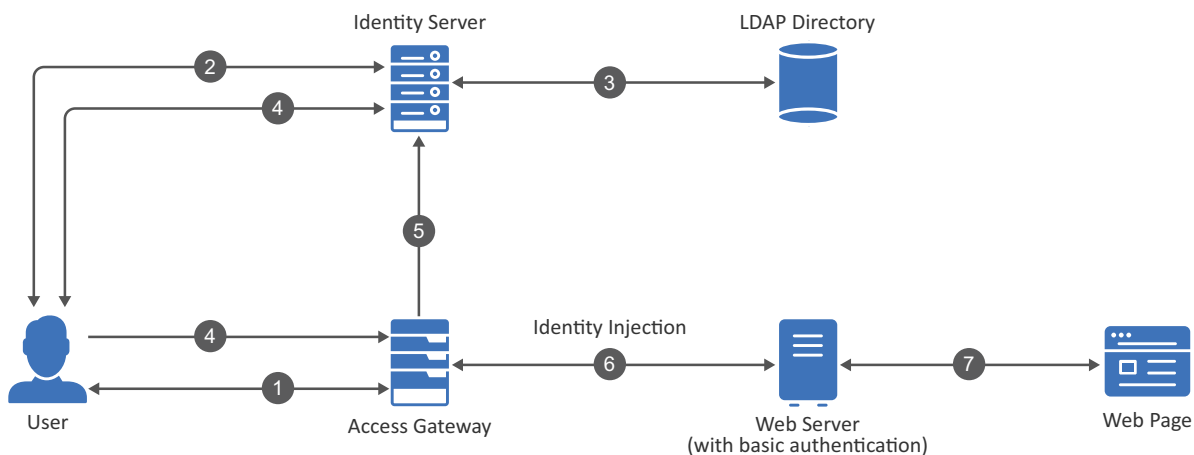 Identity Server
LDAP Directory
2
3
4
5
Identity Injection
4
6
7
1
User
Access Gateway
Web Server
(with basic authentication)
Web Page